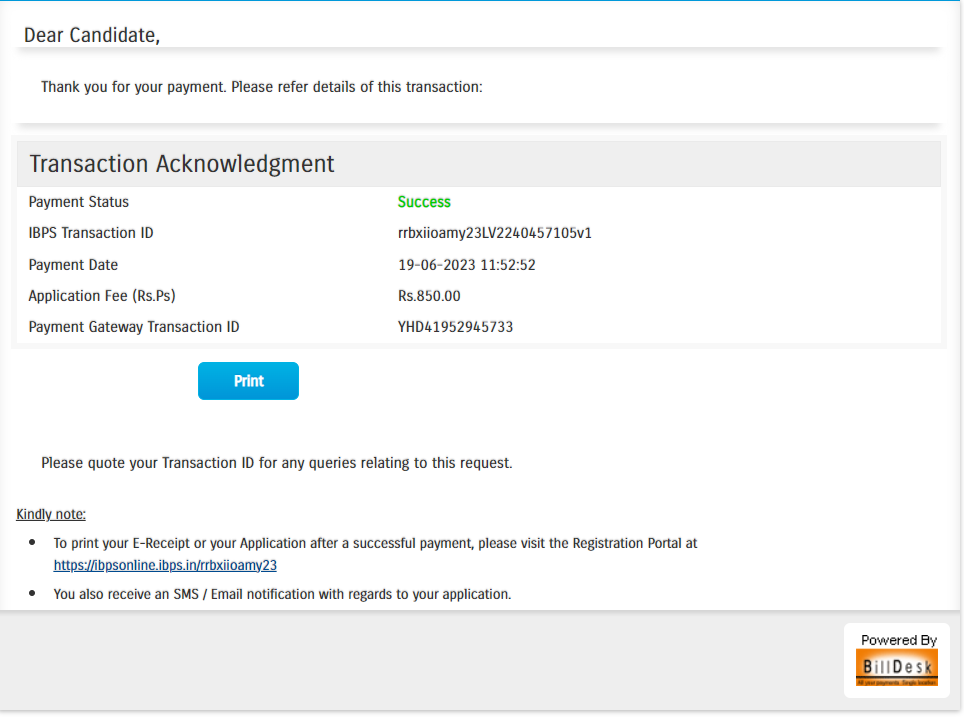 Dear Candidate,
Thank you for your payment. Please refer details of this transaction:
Transaction Acknowledgment
Payment Status Success
IBPS Transaction ID rrbxiioamy23LV2240457105v1
Payment Date 19-06-2023 11:52:52
Application Fee (Rs.Ps) Rs.850.00
Payment Gateway Transaction ID YHD41952945733
Print
Please quote your Transaction ID for any queries relating to this request.
Kindly note:
• To print your E-Receipt or your Application after a successful payment, please visit the Registration Portal at
https://ibpsonline.ibps.in/rrbxiioamy23
• You also receive an SMS / Email notification with regards to your application.
Powered By
BillDesk
All your payments. Single location.